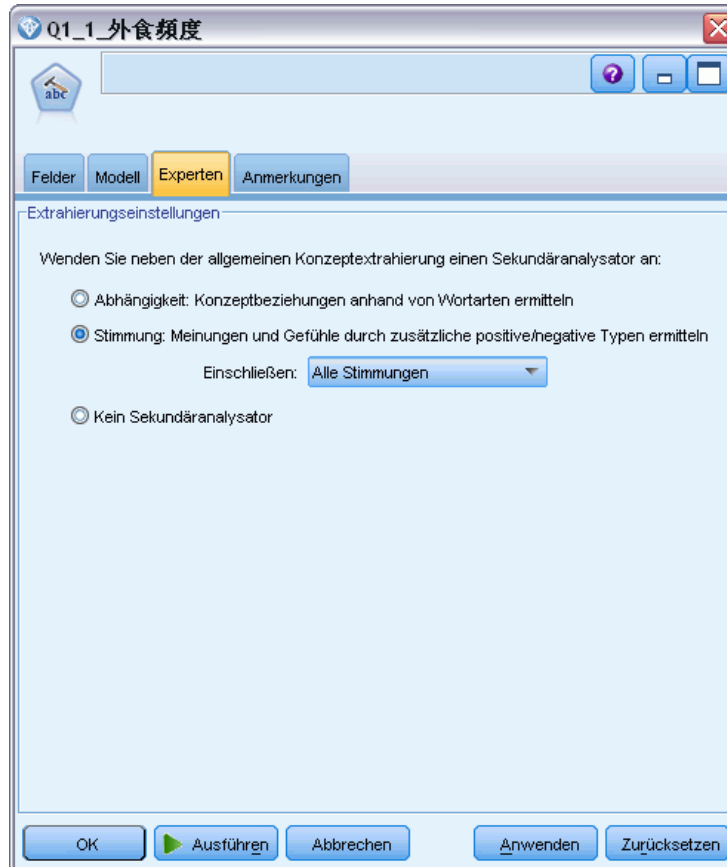 Q1_1_外食頻度
abc
Felder Modell Experten Anmerkungen
Extrahierungseinstellungen
Wenden Sie neben der allgemeinen Konzeptextrahierung einen Sekundäranalysator an:
Abhängigkeit: Konzeptbeziehungen anhand von Wortarten ermitteln
Stimmung: Meinungen und Gefühle durch zusätzliche positive/negative Typen ermitteln
Einschließen: Alle Stimmungen
Kein Sekundäranalysator
OK Ausführen Abbrechen Anwenden Zurücksetzen